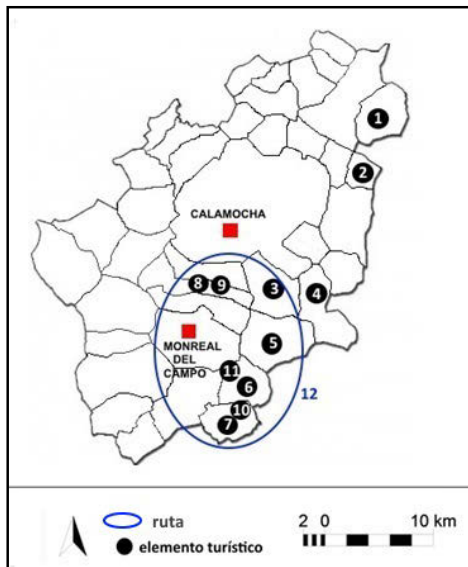 1
2
CALAMOCHA
8 9
3
4
5
MONREAL
DEL
CAMPO
11
6
12
10
7
ruta
elemento turístico
2 0 10 km